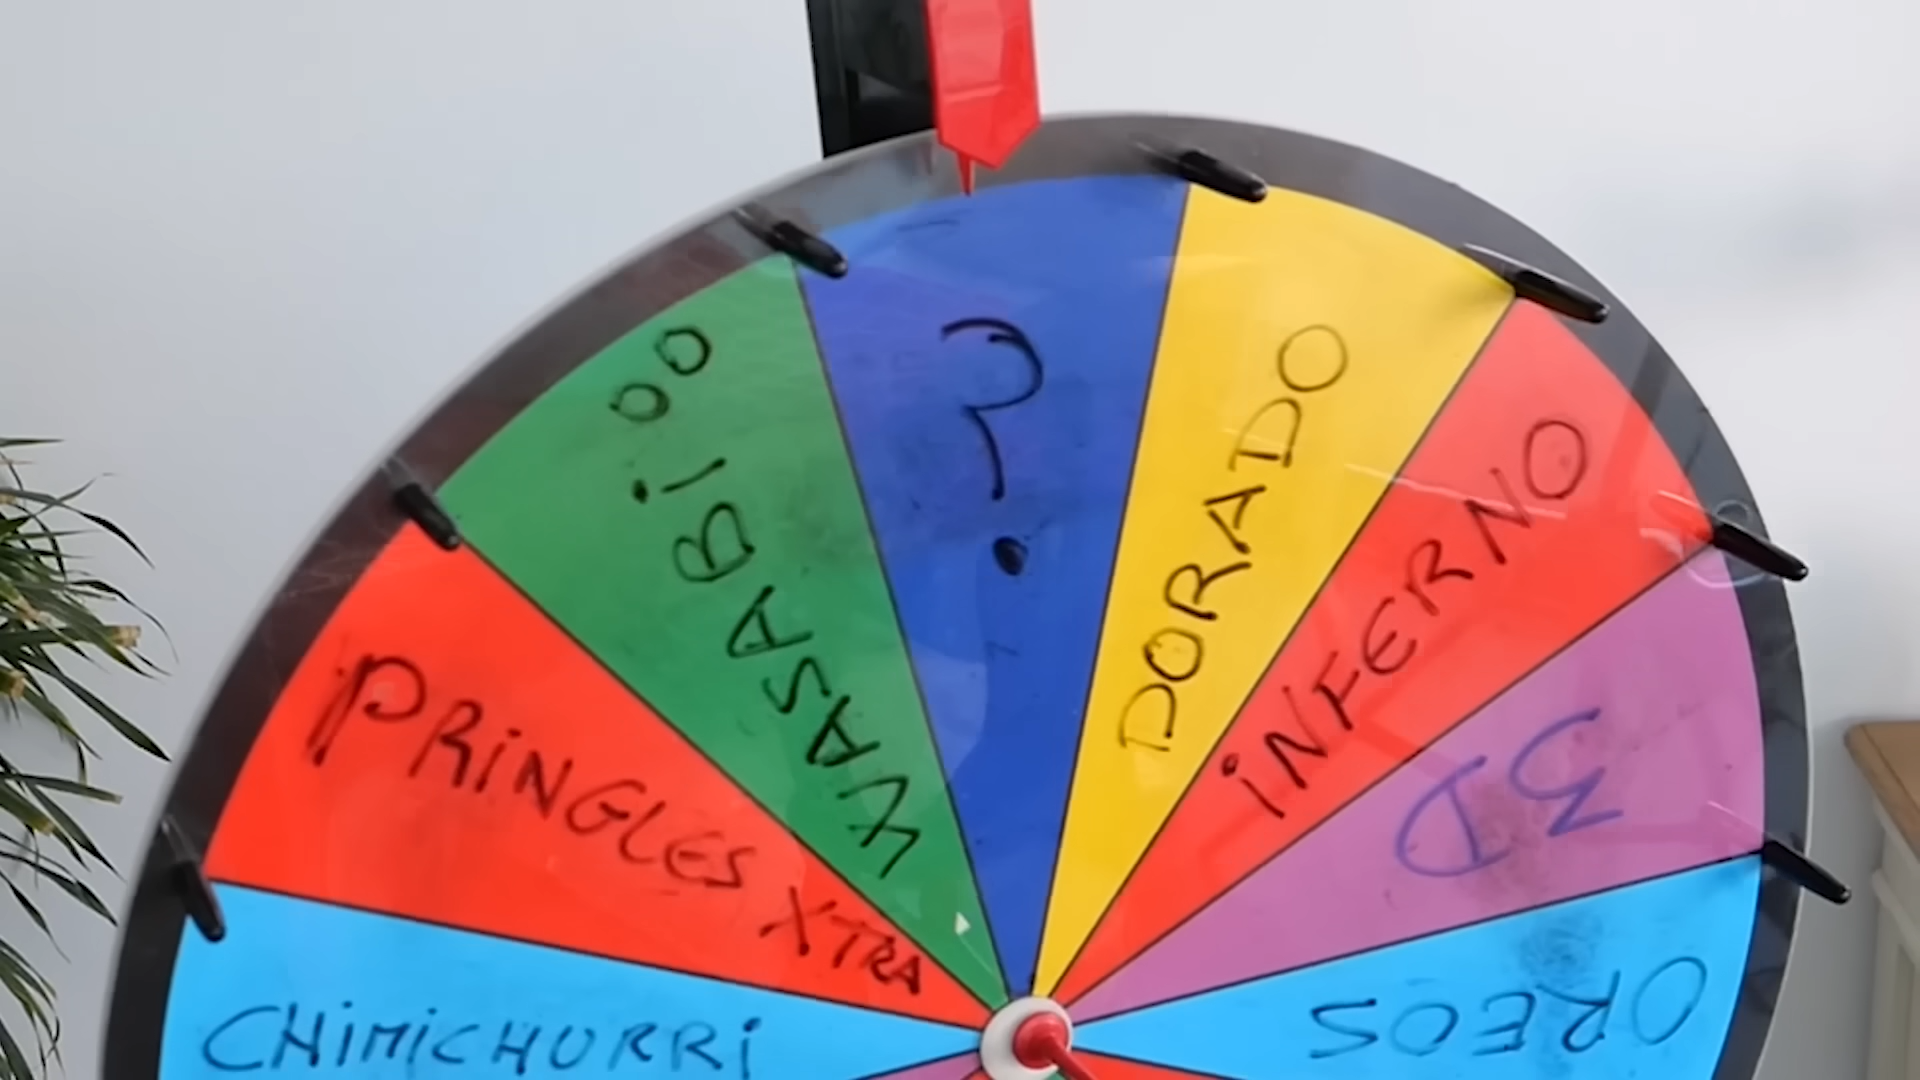 CHiMiCHURRi
PRiNGLES XTRA
WASABi
?
DORADO
iNFERNO
3D
OREOS